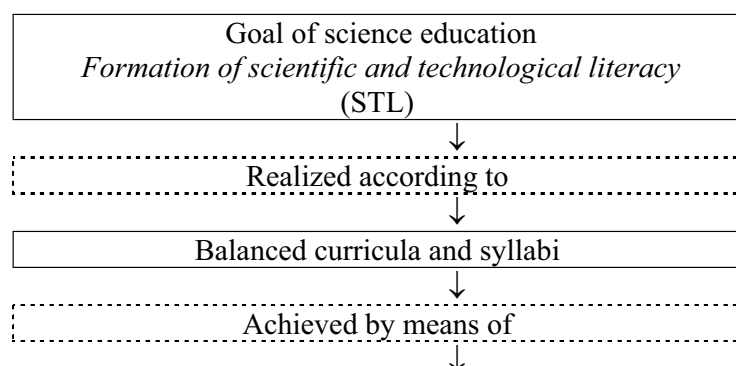 Goal of science education
Formation of scientific and technological literacy
(STL)
↓
Realized according to
↓
Balanced curricula and syllabi
↓
Achieved by means of
↓